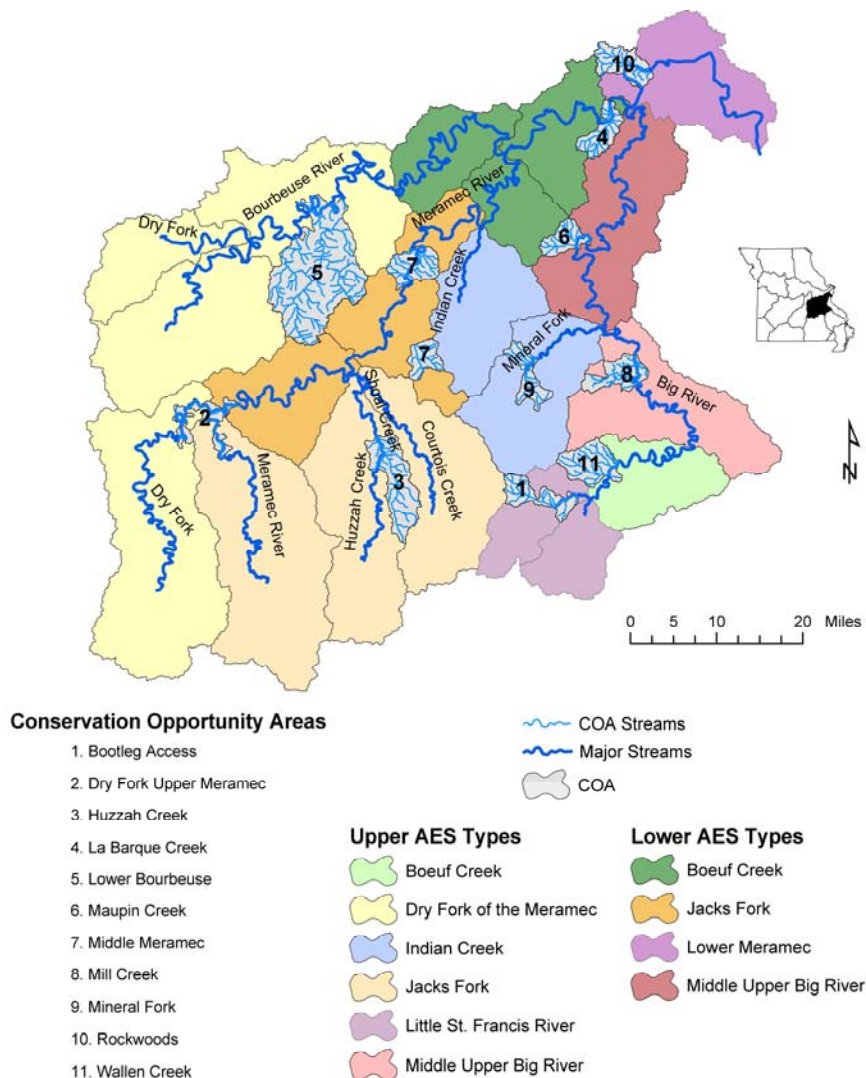 10
4
Bourbeuse River
Meramec River
Dry Fork
6
7
5
Indian Creek
Mineral Fork
7
8
9
Big River
2
Shoal Creek
Courtois Creek
11
1
3
Dry Fork
Meramec River
Huzzah Creek
N
0 5 10 20 Miles
Conservation Opportunity Areas
1. Bootleg Access
2. Dry Fork Upper Meramec
3. Huzzah Creek
4. La Barque Creek
5. Lower Bourbeuse
6. Maupin Creek
7. Middle Meramec
8. Mill Creek
9. Mineral Fork
10. Rockwoods
11. Wallen Creek
COA Streams
Major Streams
COA
Upper AES Types
Boeuf Creek
Dry Fork of the Meramec
Indian Creek
Jacks Fork
Little St. Francis River
Middle Upper Big River
Lower AES Types
Boeuf Creek
Jacks Fork
Lower Meramec
Middle Upper Big River